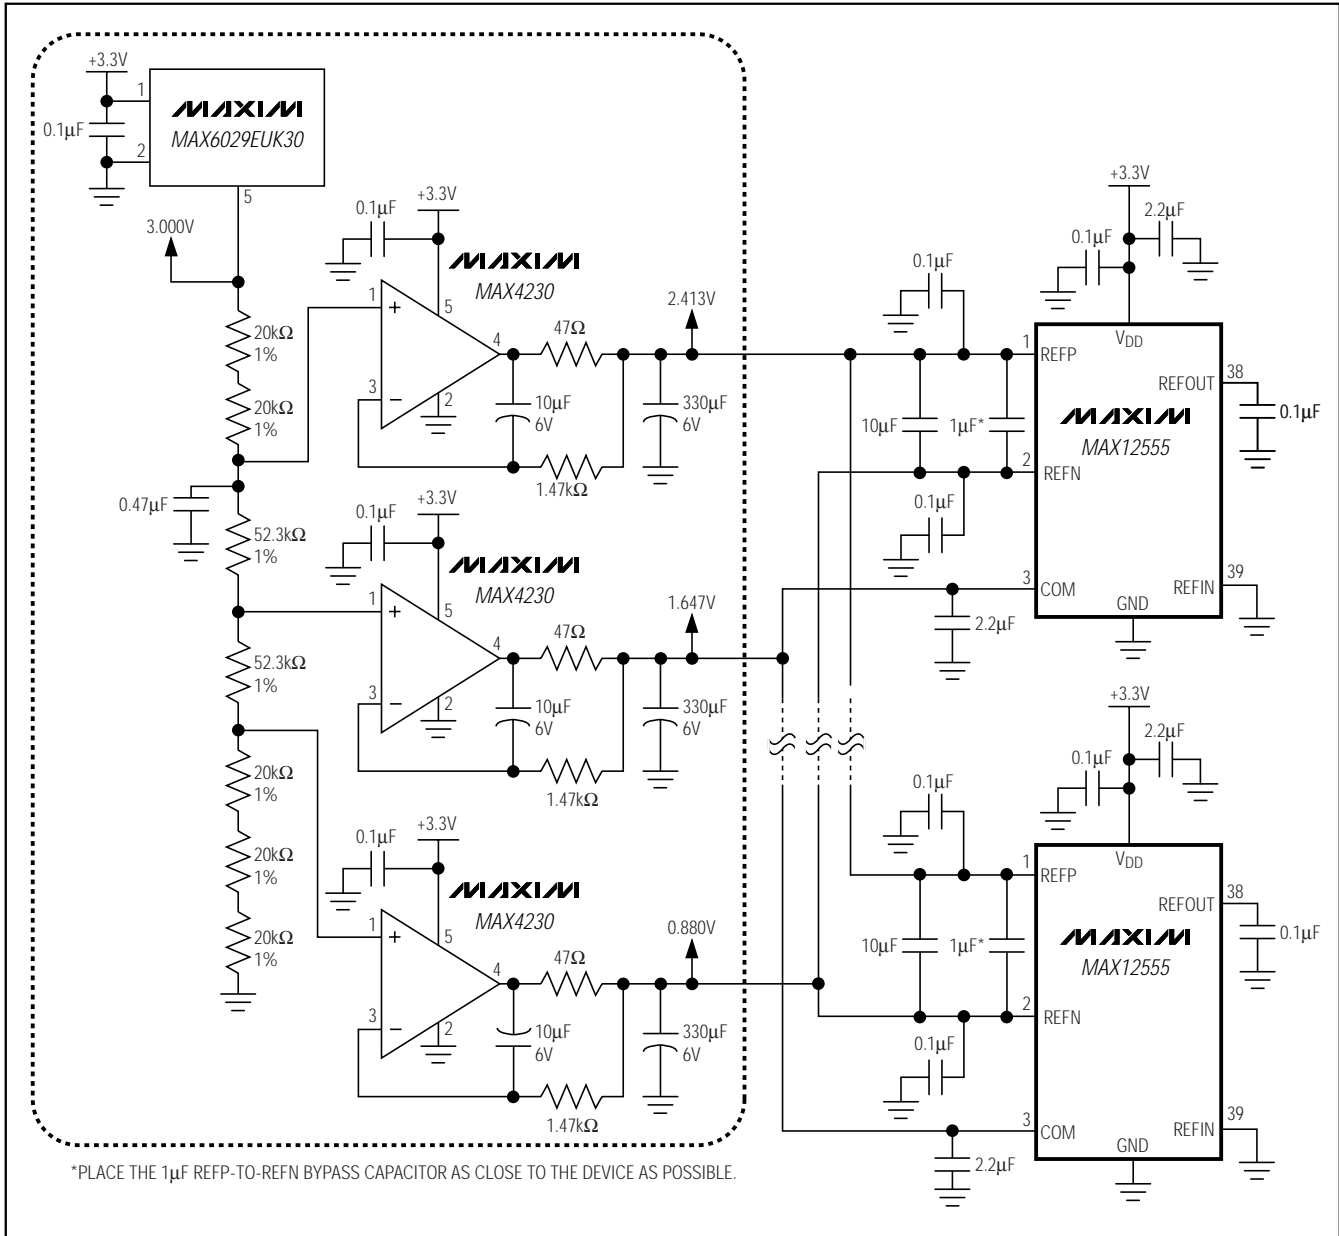 +3.3V
1
MAXIM
MAX6029EUK30
0.1µF
2
5
3.000V
20kΩ
1%
20kΩ
1%
0.47µF
52.3kΩ
1%
52.3kΩ
1%
20kΩ
1%
20kΩ
1%
20kΩ
1%
+3.3V
0.1µF
MAXIM
MAX4230
1
+
5
4
3
−
2
47Ω
10µF
6V
1.47kΩ
2.413V
330µF
6V
+3.3V
0.1µF
MAXIM
MAX4230
1
+
5
4
3
−
2
47Ω
10µF
6V
1.47kΩ
1.647V
330µF
6V
+3.3V
0.1µF
MAXIM
MAX4230
1
+
5
4
3
−
2
47Ω
10µF
6V
1.47kΩ
0.880V
330µF
6V
+3.3V
2.2µF
0.1µF
0.1µF
1
REFP
VDD
38
REFOUT
0.1µF
10µF
1µF*
MAXIM
MAX12555
2
REFN
0.1µF
3
COM
2.2µF
GND
REFIN
39
+3.3V
2.2µF
0.1µF
0.1µF
1
REFP
VDD
38
REFOUT
0.1µF
10µF
1µF*
MAXIM
MAX12555
2
REFN
0.1µF
3
COM
2.2µF
GND
REFIN
39
*PLACE THE 1µF REFP-TO-REFN BYPASS CAPACITOR AS CLOSE TO THE DEVICE AS POSSIBLE.